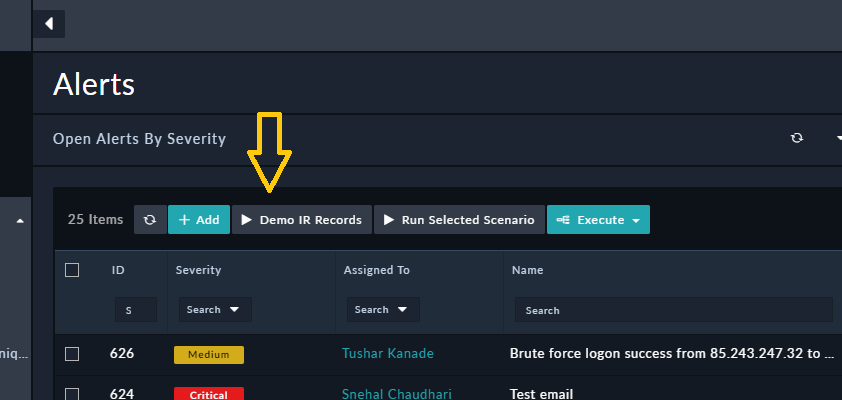 Alerts
Open Alerts By Severity
25 Items Add Demo IR Records Run Selected Scenario Execute
ID Severity Assigned To Name
S Search Search Search
626 Medium Tushar Kanade Brute force logon success from 85.243.247.32 to ...
niq...
624 Critical Snehal Chaudhari Test email